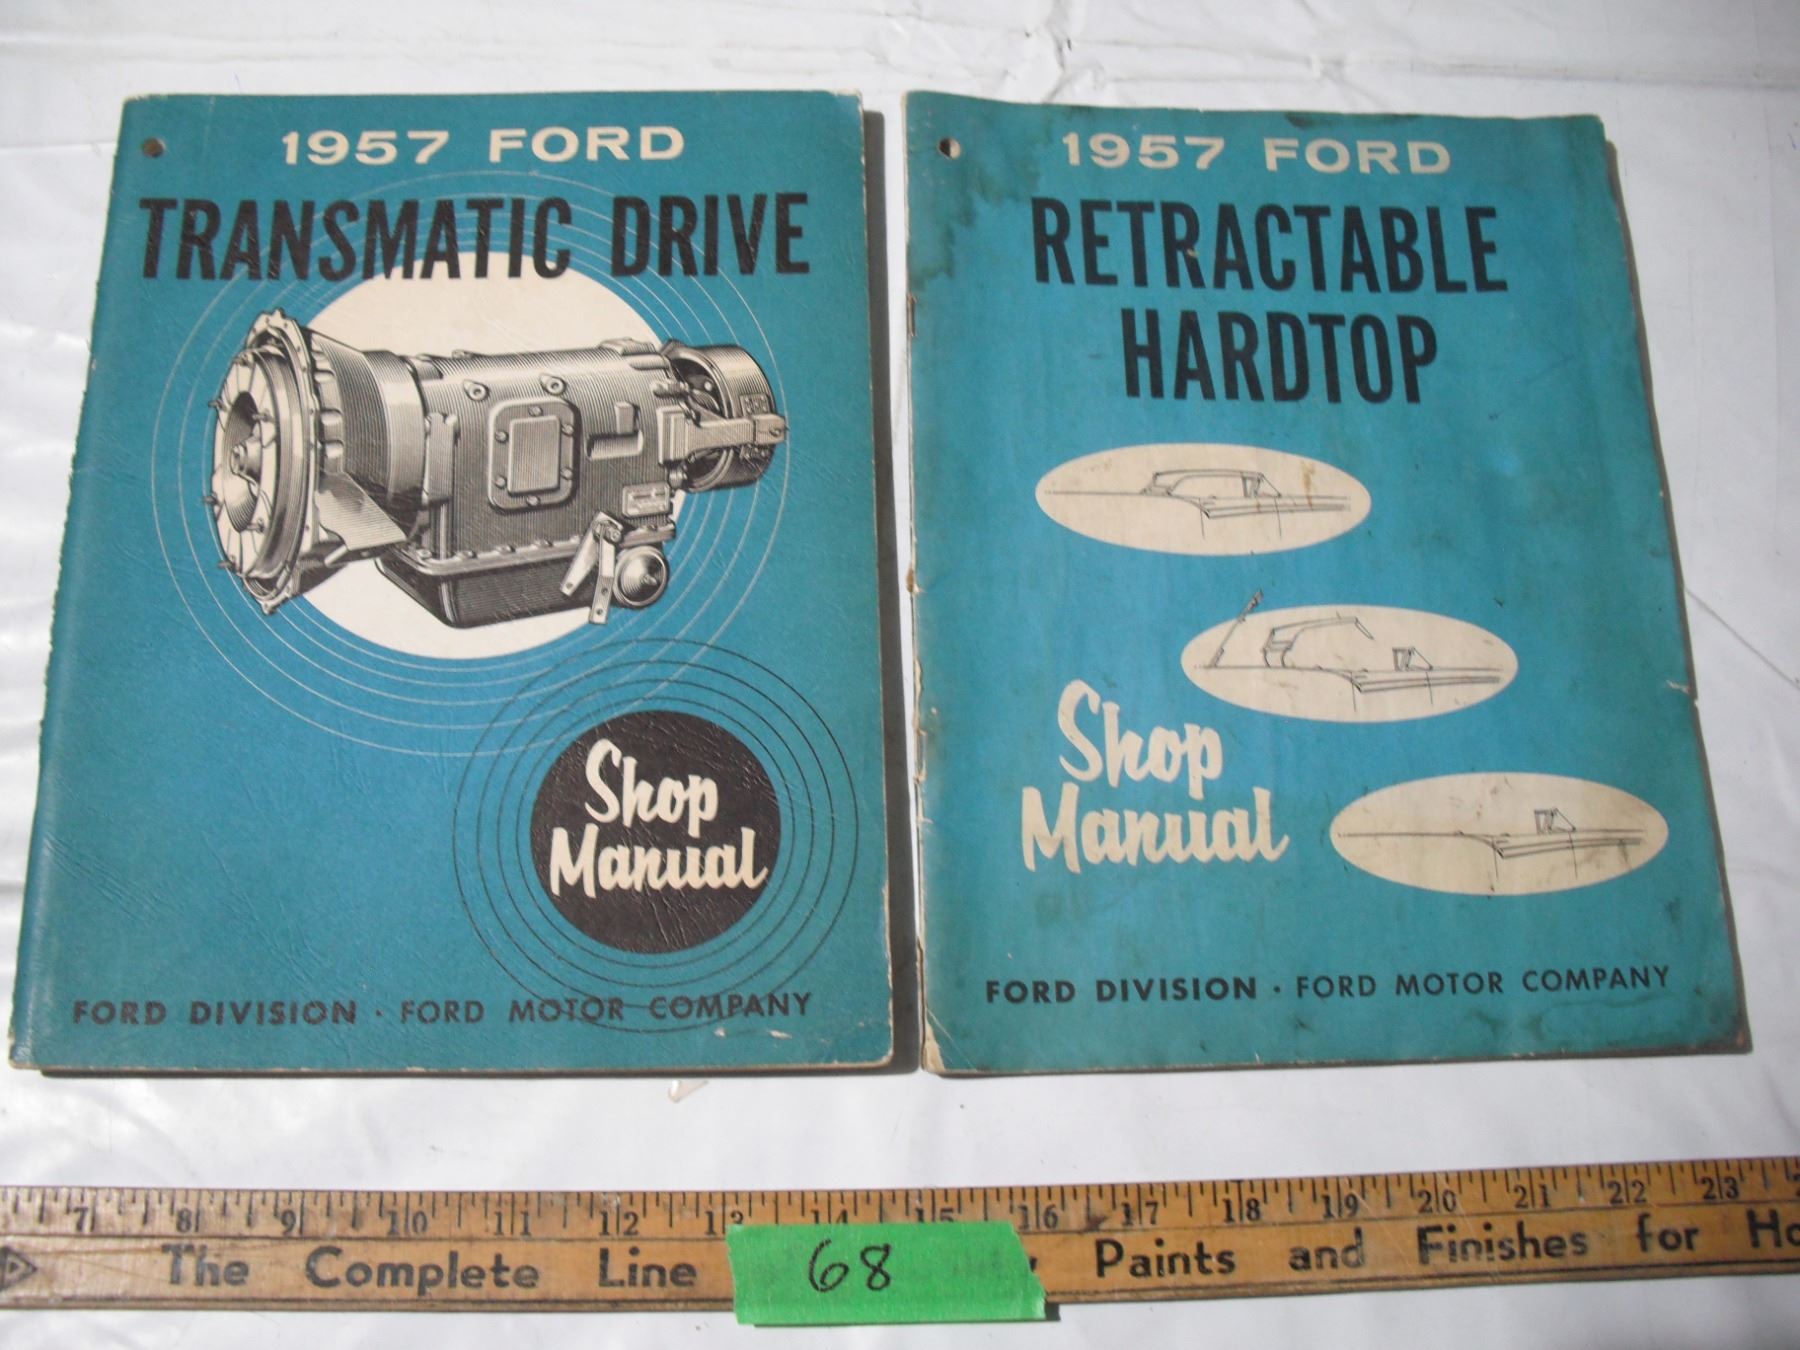 1957 FORD
TRANSMATIC DRIVE
Shop
Manual
FORD DIVISION · FORD MOTOR COMPANY
1957 FORD
RETRACTABLE
HARDTOP
Shop
Manual
FORD DIVISION · FORD MOTOR COMPANY
7 8 9 10 11 12 13 14 15 16 17 18 19 20 21 22 23
The Complete Line Paints and Finishes for Ho
68